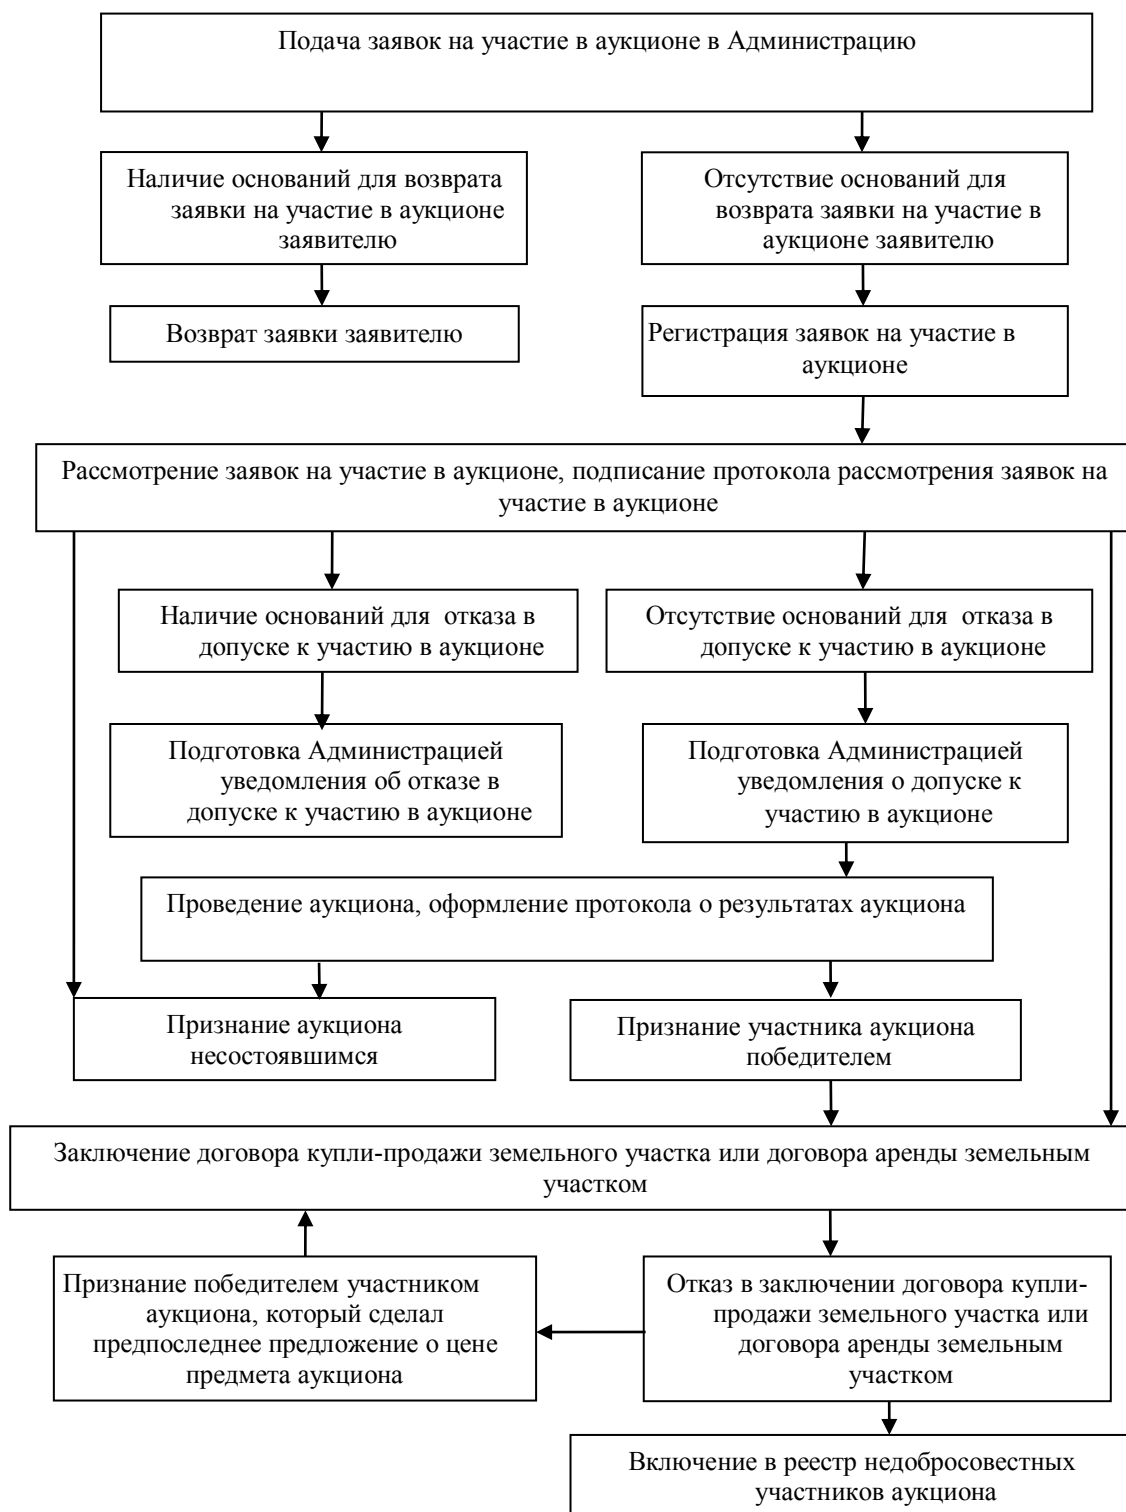 Подача заявок на участие в аукционе в Администрацию
Наличие оснований для возврата
заявки на участие в аукционе
заявителю
Отсутствие оснований для
возврата заявки на участие в
аукционе заявителю
Возврат заявки заявителю
Регистрация заявок на участие в
аукционе
Рассмотрение заявок на участие в аукционе, подписание протокола рассмотрения заявок на
участие в аукционе
Наличие оснований для отказа в
допуске к участию в аукционе
Отсутствие оснований для отказа в
допуске к участию в аукционе
Подготовка Администрацией
уведомления об отказе в
допуске к участию в аукционе
Подготовка Администрацией
уведомления о допуске к
участию в аукционе
Проведение аукциона, оформление протокола о результатах аукциона
Признание аукциона
несостоявшимся
Признание участника аукциона
победителем
Заключение договора купли-продажи земельного участка или договора аренды земельным
участком
Признание победителем участником
аукциона, который сделал
предпоследнее предложение о цене
предмета аукциона
Отказ в заключении договора купли-
продажи земельного участка или
договора аренды земельным
участком
Включение в реестр недобросовестных
участников аукциона